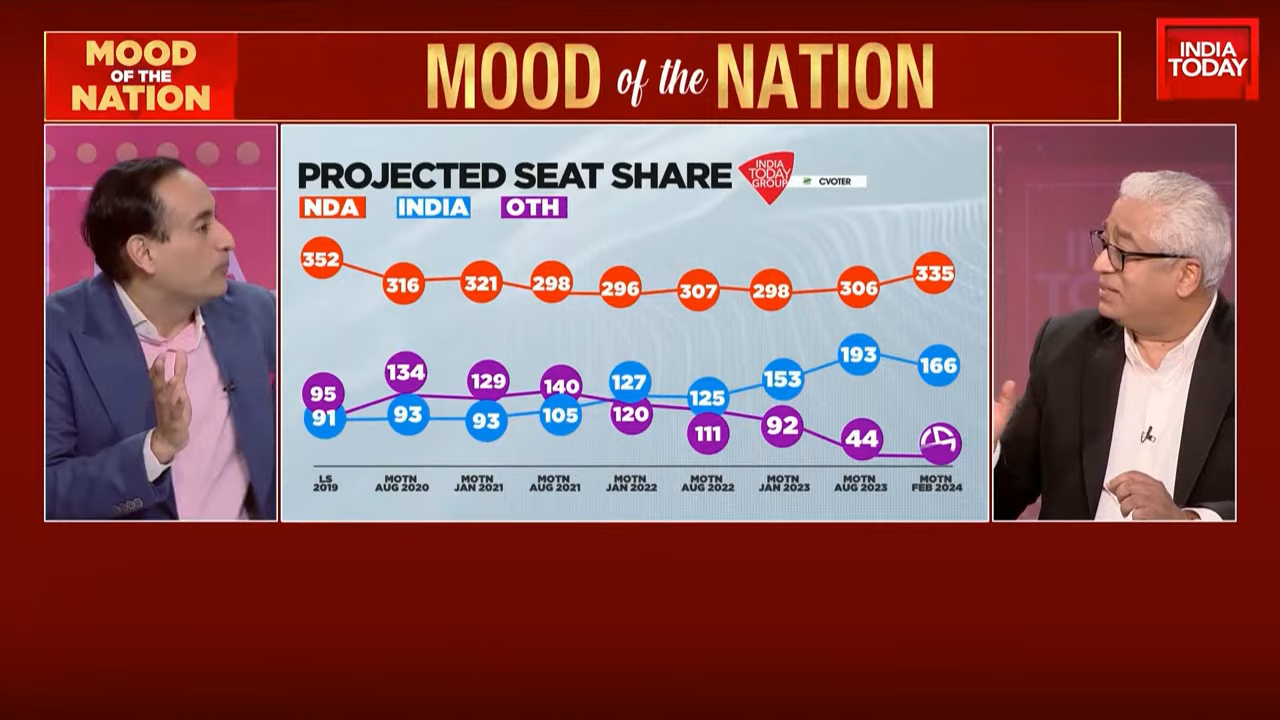 MOOD
OF THE
NATION
MOOD of the NATION
INDIA
TODAY
PROJECTED SEAT SHARE
INDIA
TODAY
GROUP
CVOTER
NDA INDIA OTH
352 316 321 298 296 307 298 306 335
95 134 129 140 127 125 153 193 166
91 93 93 105 120 111 92 44
LS MOTN MOTN MOTN MOTN MOTN MOTN MOTN MOTN
2019 AUG 2020 JAN 2021 AUG 2021 JAN 2022 AUG 2022 JAN 2023 AUG 2023 FEB 2024